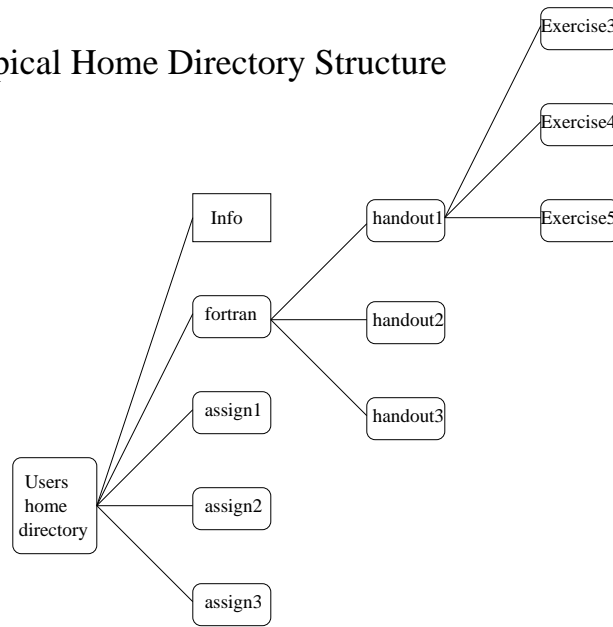 pical Home Directory Structure
Exercise3
Exercise4
Exercise5
Info
handout1
fortran
handout2
assign1
handout3
Users
home
directory
assign2
assign3